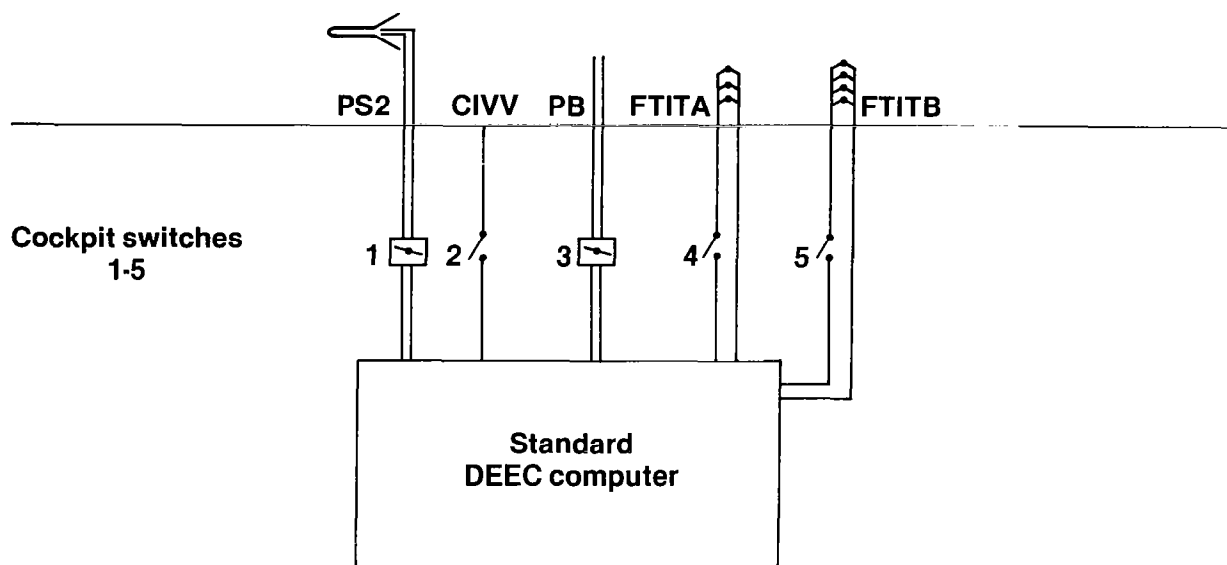 PS2 CIVV PB FTITA FTITB
Cockpit switches
1-5
1 2 3 4 5
Standard
DEEC computer